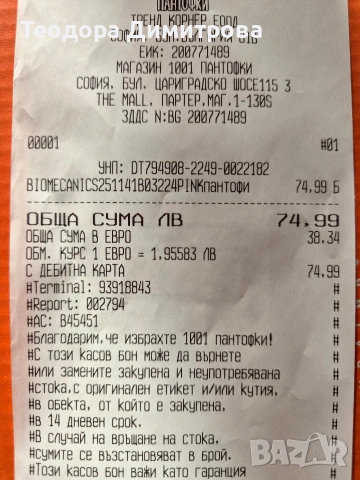 Теодора Димитрова
ПАНТОФКИ
ТРЕНД КОРНЕР ЕООД
ЕИК: 200771489
МАГАЗИН 1001 ПАНТОФКИ
СОФИЯ, БУЛ. ЦАРИГРАДСКО ШОСЕ115 3
THE MALL, ПАРТЕР,МАГ.1-130S
ЗДДС N:BG 200771489
00001 #01
УНП: DT794908-2249-0022182
BIOMECANICS251141B03224PINKпантофи 74,99 Б
ОБЩА СУМА ЛВ 74,99
ОБЩА СУМА В ЕВРО 38.34
ОБМ. КУРС 1 ЕВРО = 1,95583 ЛВ
С ДЕБИТНА КАРТА 74,99
#Terminal: 93918843 #
#Report: 002794 #
#AC: B45451 #
#Благодарим,че избрахте 1001 пантофки! #
#С този касов бон може да върнете #
#или замените закупена и неупотребявана #
#стока,с оригинален етикет и/или кутия. #
#в обекта, от който е закупена. #
#в 14 дневен срок. #
#В случай на връщане на стока, #
#сумите се възстановяват в брой. #
#Този касов бон важи като гаранция #
bazar